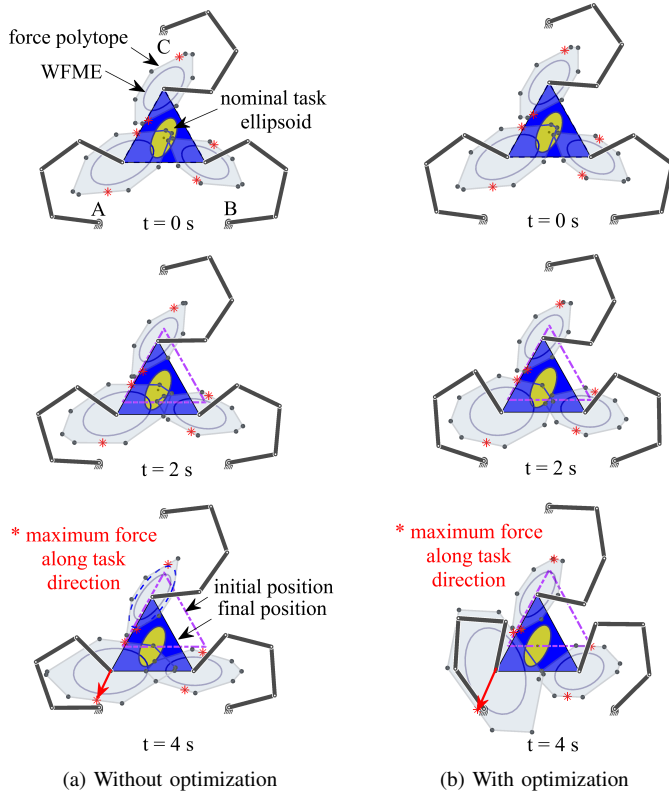 force polytope
C
WFME
nominal task
ellipsoid
A
B
t = 0 s
t = 0 s
t = 2 s
t = 2 s
* maximum force
along task
direction
initial position
final position
* maximum force
along task
direction
t = 4 s
t = 4 s
(a) Without optimization
(b) With optimization